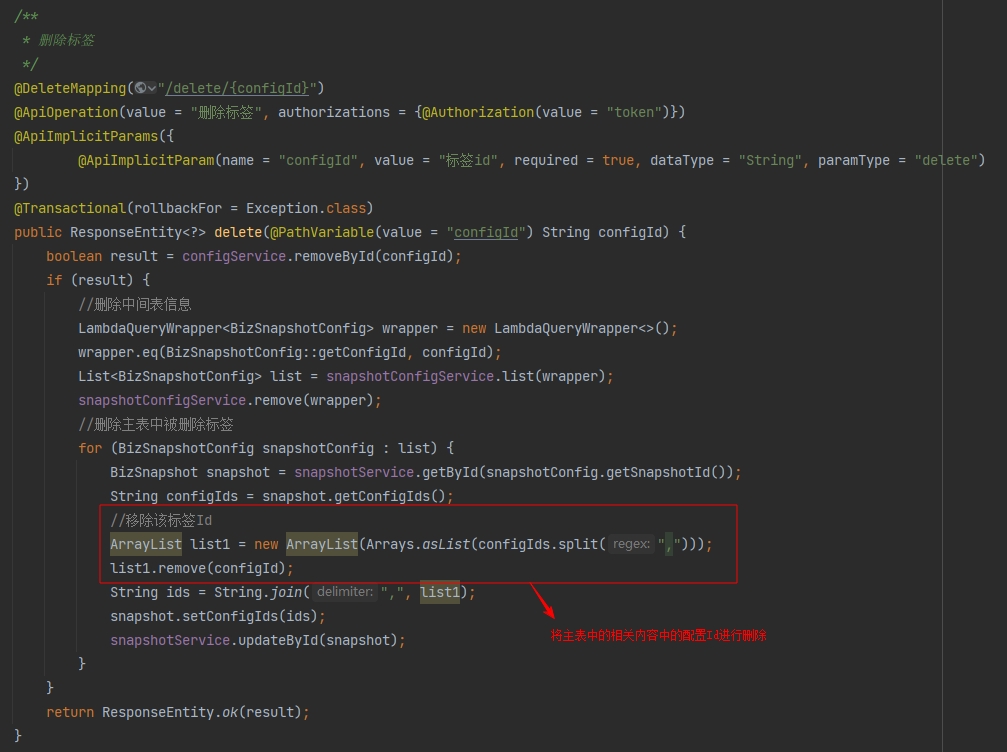 /**
 * 删除标签
 */
@DeleteMapping("/delete/{configId}")
@ApiOperation(value = "删除标签", authorizations = {@Authorization(value = "token")})
@ApiImplicitParams({
        @ApiImplicitParam(name = "configId", value = "标签id", required = true, dataType = "String", paramType = "delete")
})
@Transactional(rollbackFor = Exception.class)
public ResponseEntity<?> delete(@PathVariable(value = "configId") String configId) {
    boolean result = configService.removeById(configId);
    if (result) {
        //删除中间表信息
        LambdaQueryWrapper<BizSnapshotConfig> wrapper = new LambdaQueryWrapper<>();
        wrapper.eq(BizSnapshotConfig::getConfigId, configId);
        List<BizSnapshotConfig> list = snapshotConfigService.list(wrapper);
        snapshotConfigService.remove(wrapper);
        //删除主表中被删除标签
        for (BizSnapshotConfig snapshotConfig : list) {
            BizSnapshot snapshot = snapshotService.getById(snapshotConfig.getSnapshotId());
            String configIds = snapshot.getConfigIds();
            //移除该标签Id
            ArrayList list1 = new ArrayList(Arrays.asList(configIds.split( regex: ",")));
            list1.remove(configId);
            String ids = String.join( delimiter: ",", list1);
            snapshot.setConfigIds(ids);
            snapshotService.updateById(snapshot);
将主表中的相关内容中的配置Id进行删除
        }
    }
    return ResponseEntity.ok(result);
}